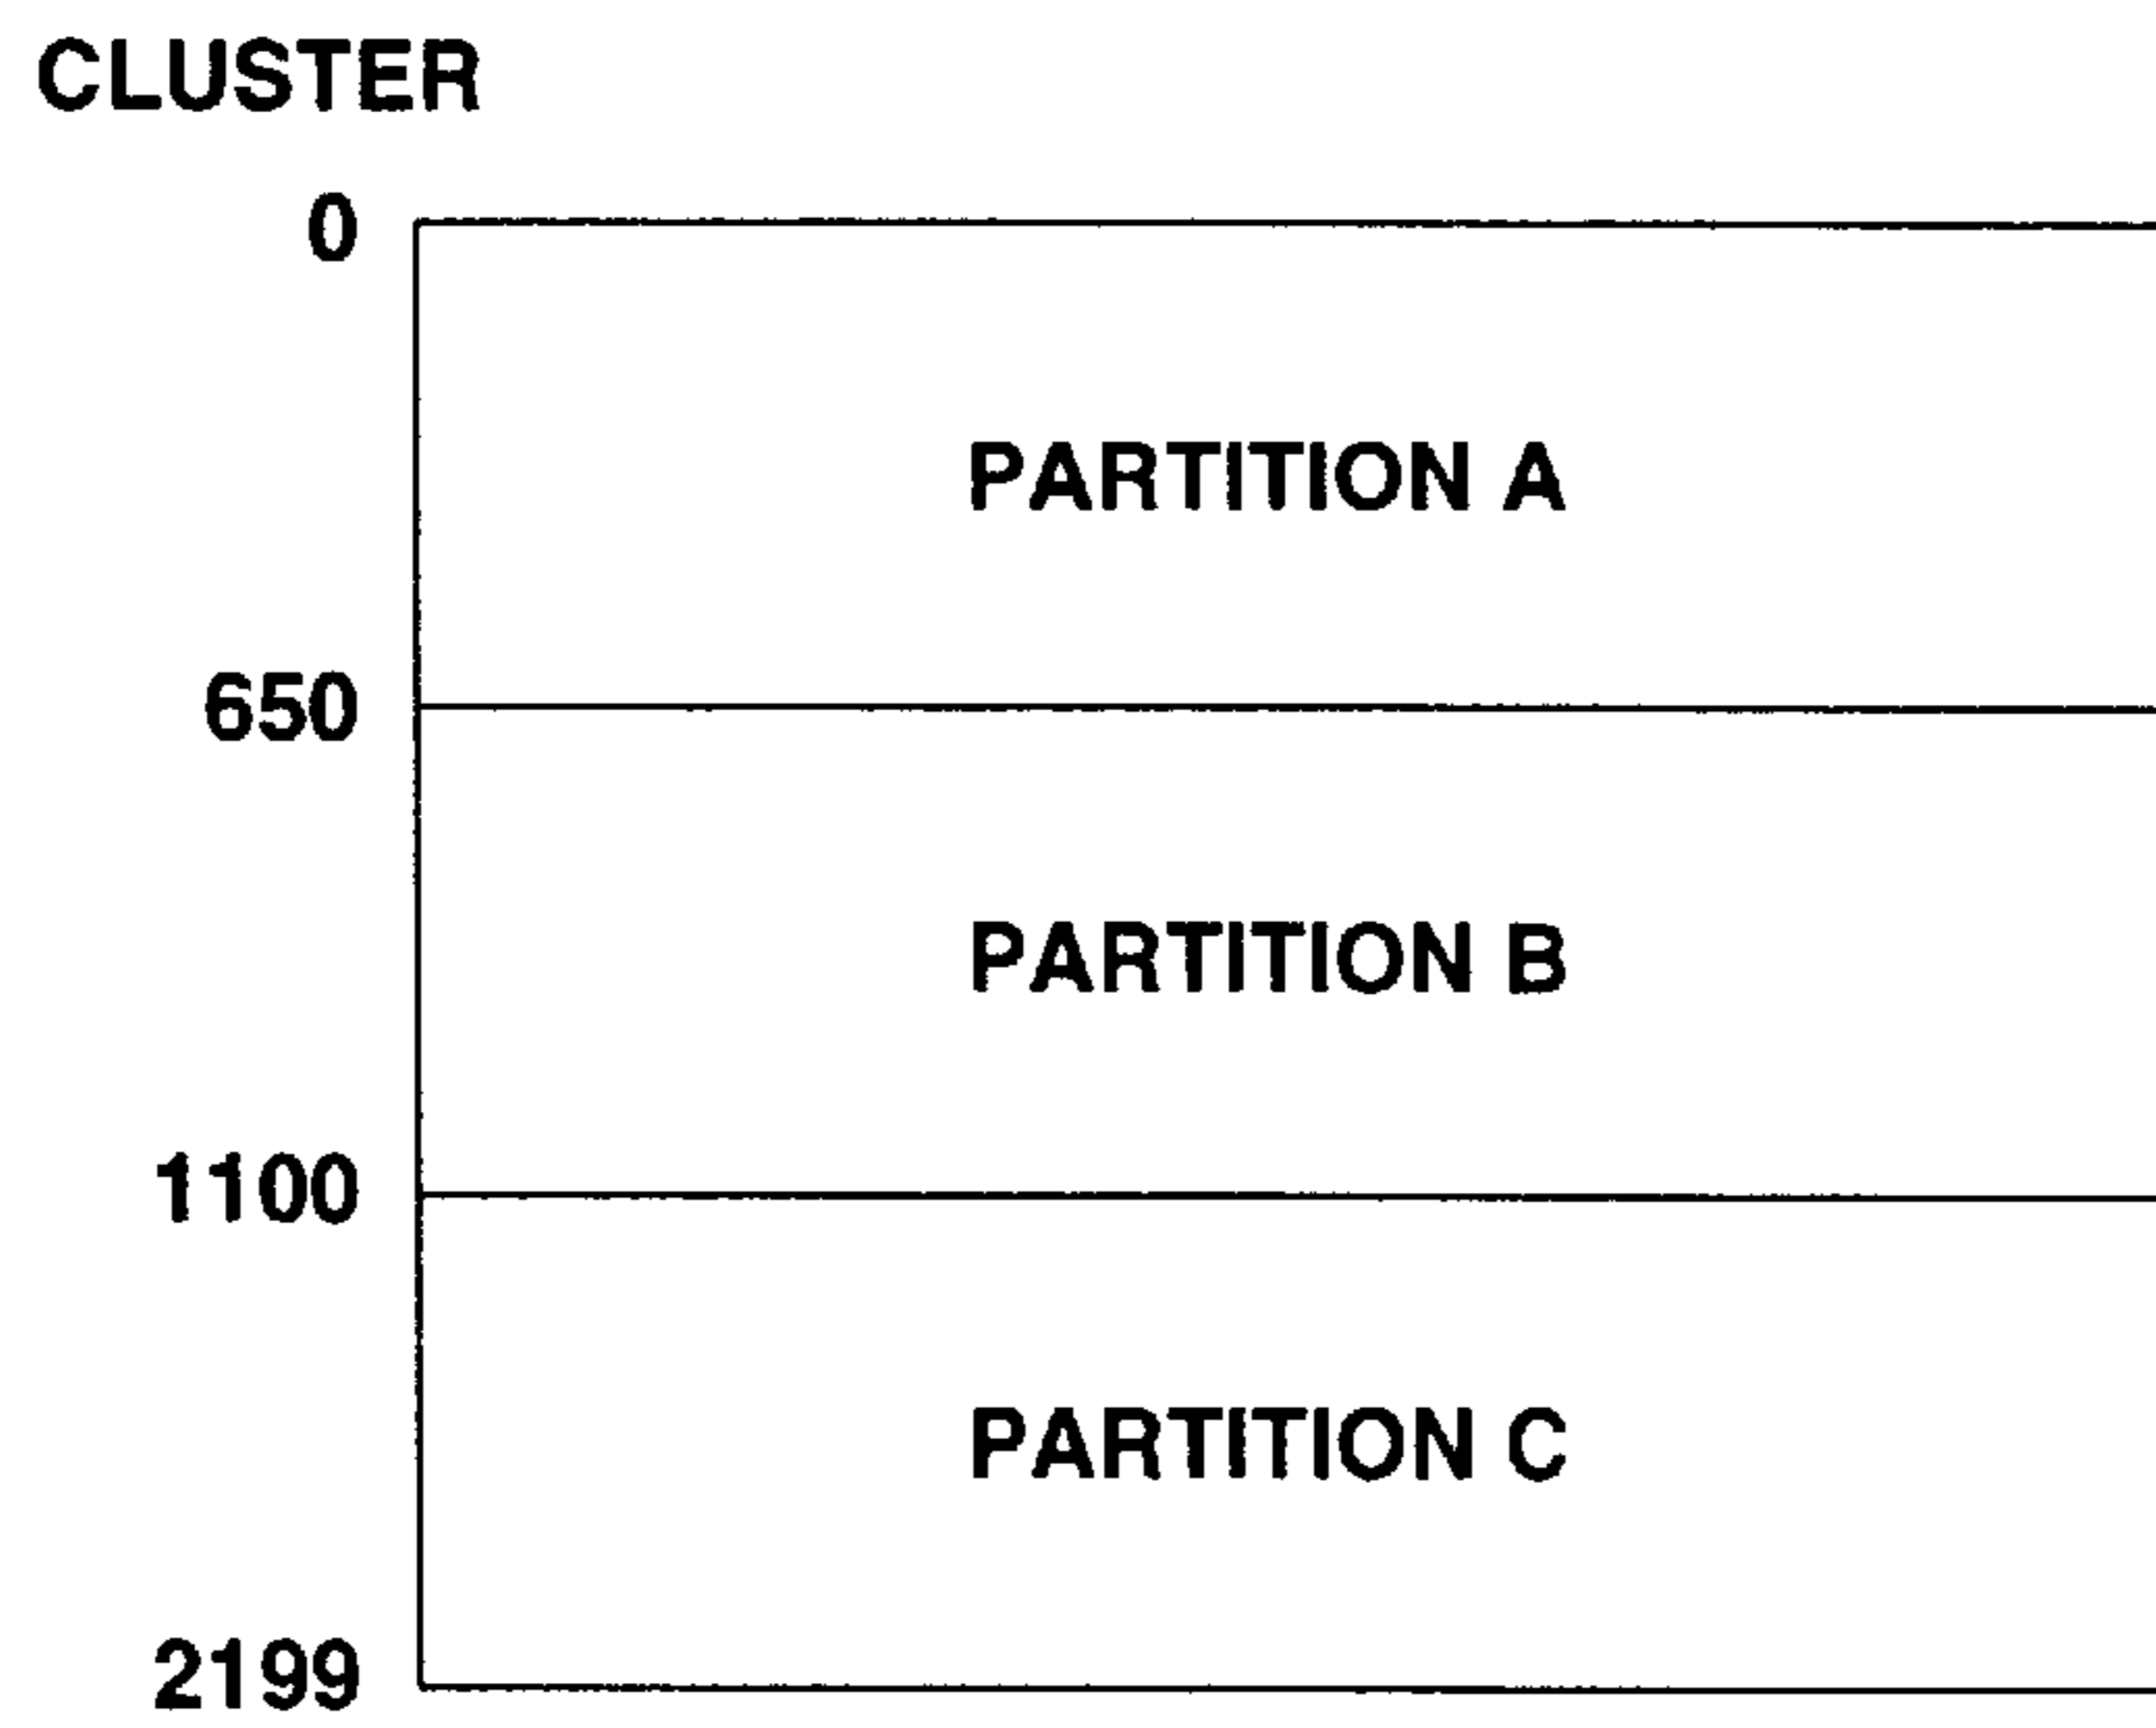 CLUSTER
0
PARTITION A
650
PARTITION B
1100
PARTITION C
2199